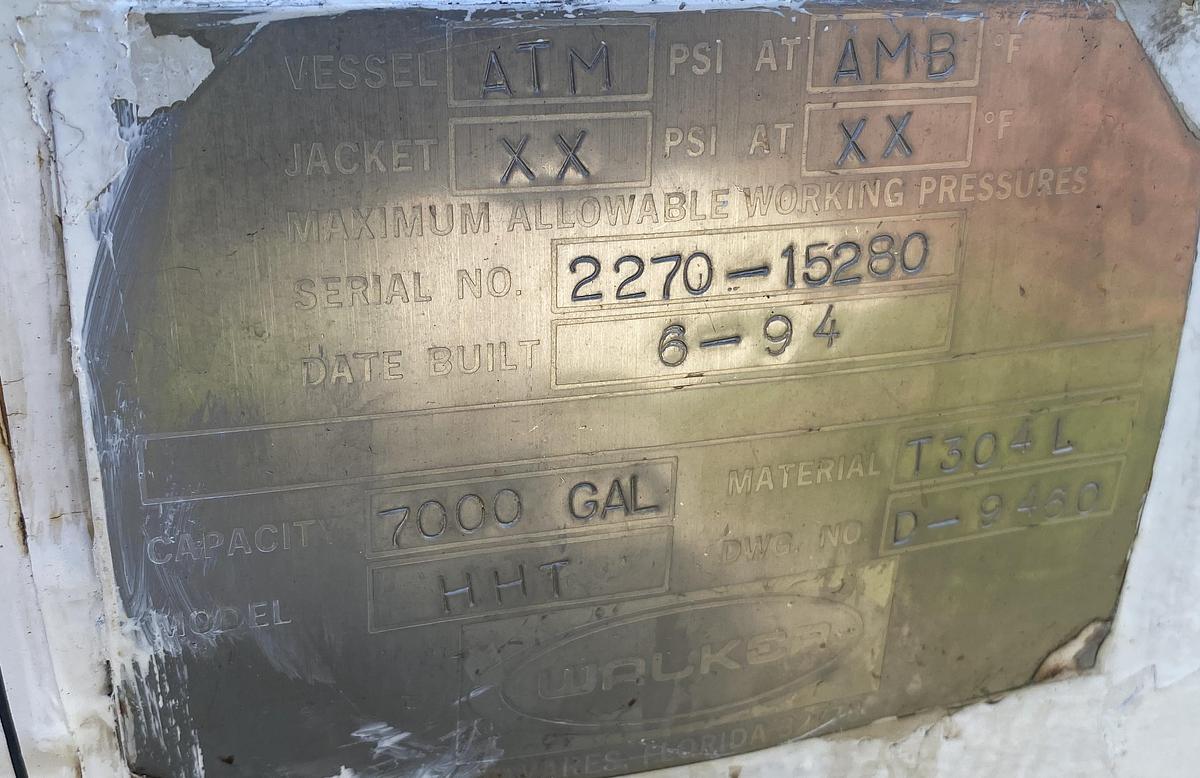 VESSEL ATM PSI AT AMB °F
JACKET XX PSI AT XX °F
MAXIMUM ALLOWABLE WORKING PRESSURES
SERIAL NO. 2270-15280
DATE BUILT 6-94
CAPACITY 7000 GAL MATERIAL T304L
MODEL HHT DWG. NO D-9460
WALKER
FLORIDA